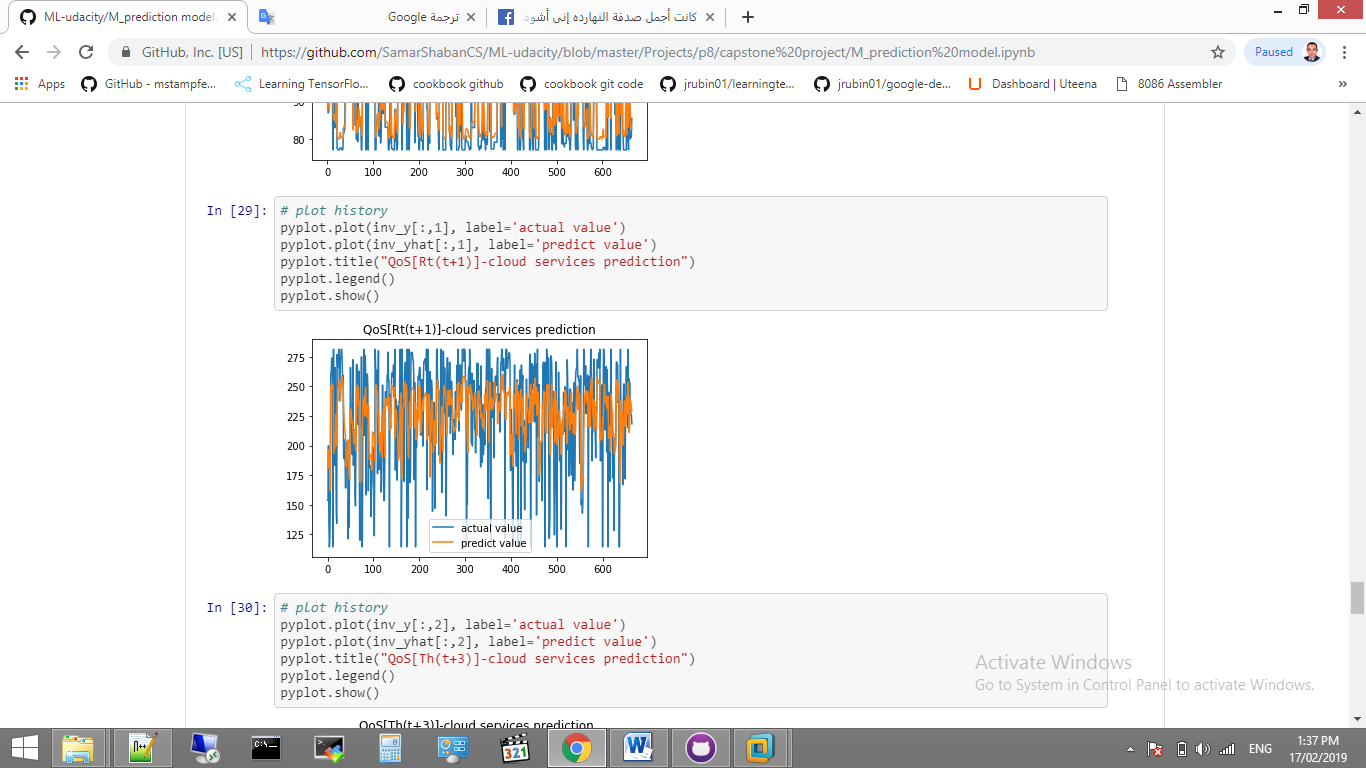 ML-udacity/M_prediction model.
ترجمة Google
كانت أجمل صدفة النهارده إنى أشوف
GitHub, Inc. [US] | https://github.com/SamarShabanCS/ML-udacity/blob/master/Projects/p8/capstone%20project/M_prediction%20model.ipynb
Paused
Apps
GitHub - mstampfe...
Learning TensorFlo...
cookbook github
cookbook git code
jrubin01/learningte...
jrubin01/google-de...
Dashboard | Uteena
8086 Assembler
»
80
0 100 200 300 400 500 600
In [29]:
# plot history
pyplot.plot(inv_y[:,1], label='actual value')
pyplot.plot(inv_yhat[:,1], label='predict value')
pyplot.title("QoS[Rt(t+1)]-cloud services prediction")
pyplot.legend()
pyplot.show()
QoS[Rt(t+1)]-cloud services prediction
275
250
225
200
175
150
125
actual value
predict value
0 100 200 300 400 500 600
In [30]:
# plot history
pyplot.plot(inv_y[:,2], label='actual value')
pyplot.plot(inv_yhat[:,2], label='predict value')
pyplot.title("QoS[Th(t+3)]-cloud services prediction")
pyplot.legend()
pyplot.show()
QoS[Th(t+3)]-cloud services prediction
Activate Windows
Go to System in Control Panel to activate Windows.
321
ENG
1:37 PM
17/02/2019